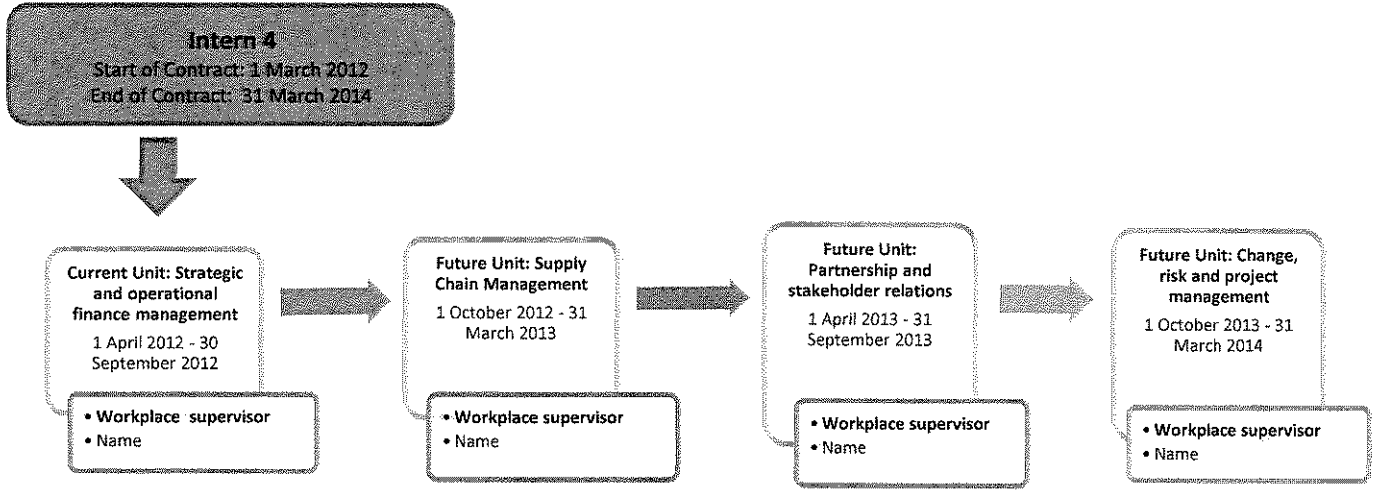 Intern 4
Start of Contract: 1 March 2012
End of Contract: 31 March 2014
Current Unit: Strategic
and operational
finance management
1 April 2012 - 30
September 2012
• Workplace supervisor
• Name
Future Unit: Supply
Chain Management
1 October 2012 - 31
March 2013
• Workplace supervisor
• Name
Future Unit:
Partnership and
stakeholder relations
1 April 2013 - 31
September 2013
• Workplace supervisor
• Name
Future Unit: Change,
risk and project
management
1 October 2013 - 31
March 2014
• Workplace supervisor
• Name